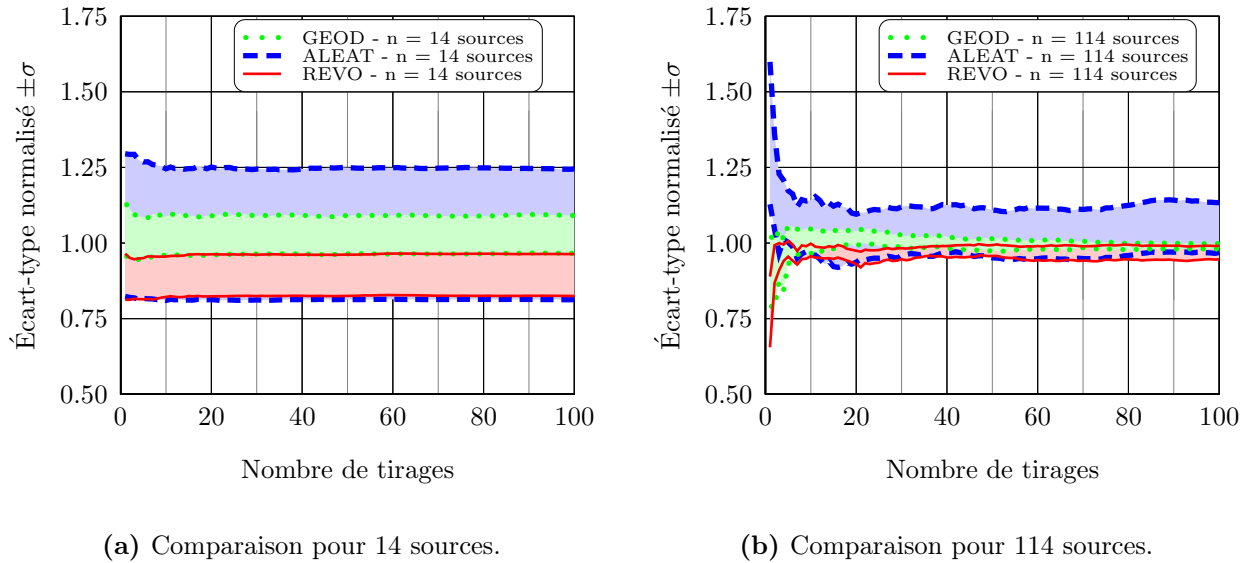 1.75
1.50
1.25
1.00
0.75
0.50
Écart-type normalisé ±σ
GEOD - n = 14 sources
ALEAT - n = 14 sources
REVO - n = 14 sources
0 20 40 60 80 100
Nombre de tirages
(a) Comparaison pour 14 sources.
1.75
1.50
1.25
1.00
0.75
0.50
Écart-type normalisé ±σ
GEOD - n = 114 sources
ALEAT - n = 114 sources
REVO - n = 114 sources
0 20 40 60 80 100
Nombre de tirages
(b) Comparaison pour 114 sources.